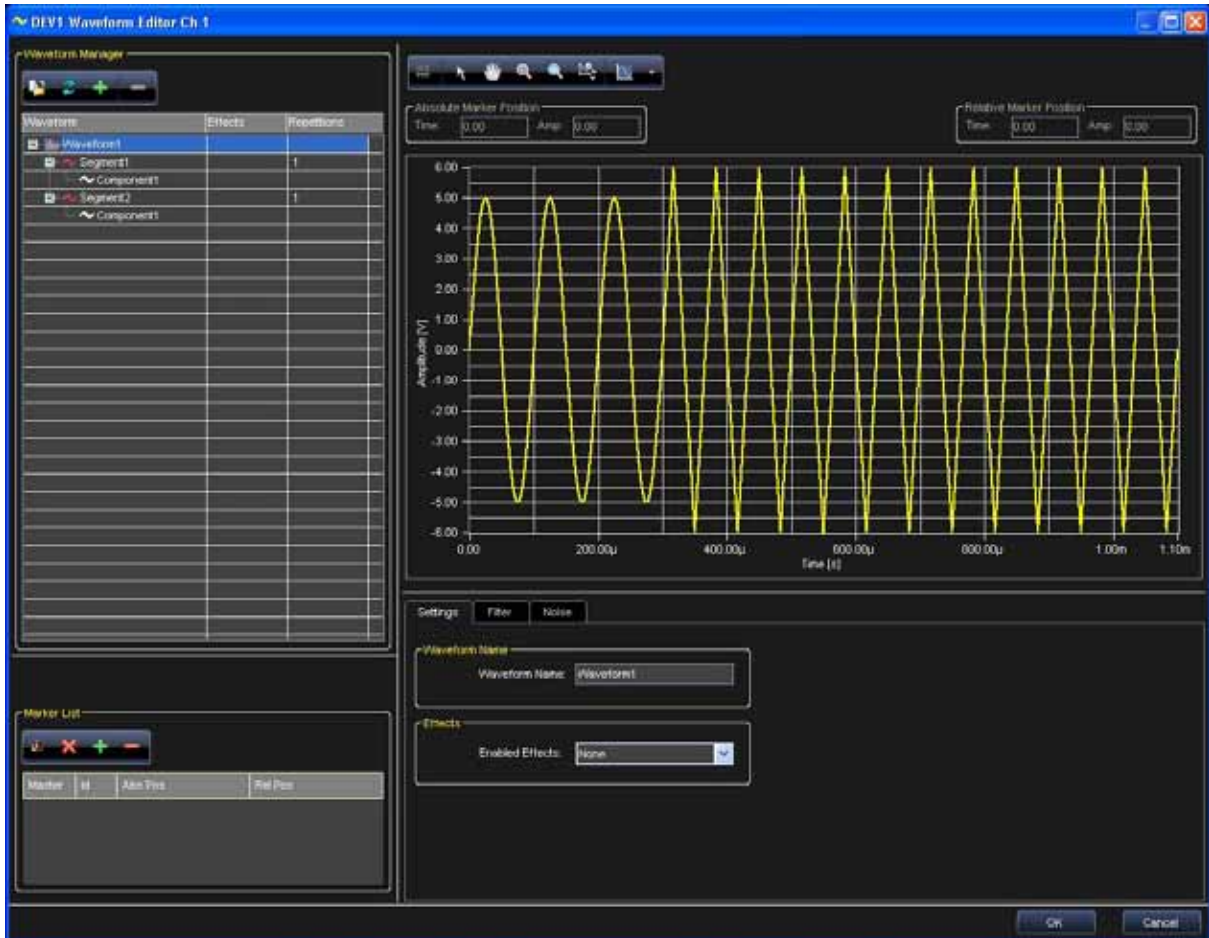 DEV1 Waveform Editor Ch 1
Waveform Manager
Waveform Effects Repetitions
Waveform1
Segment1 1
Component1
Segment2 1
Component1
Marker List
Marker Id Abs Pos Rel Pos
Absolute Marker Position
Time: 0.00 Amp: 0.00
Relative Marker Position
Time: 0.00 Amp: 0.00
6.00
5.00
4.00
3.00
2.00
1.00
0.00
-1.00
-2.00
-3.00
-4.00
-5.00
-6.00
Amplitude [V]
0.00 200.00µ 400.00µ 600.00µ 800.00µ 1.00m 1.10m
Time [s]
Settings Filter Noise
Waveform Name
Waveform Name: Waveform1
Effects
Enabled Effects: None
OK Cancel